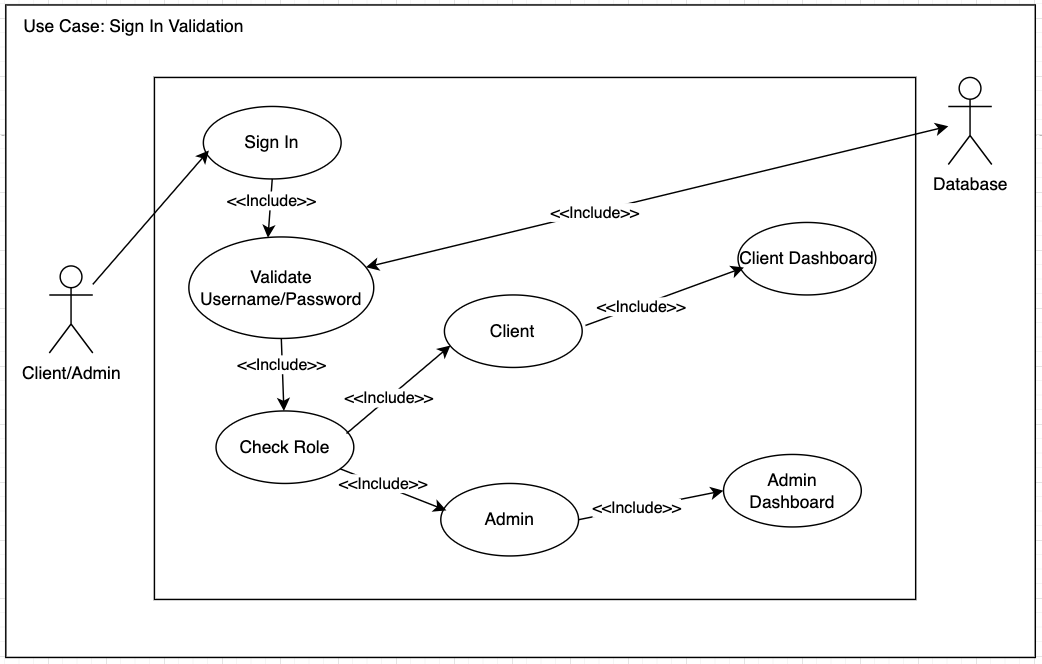 Use Case: Sign In Validation
Sign In
<<Include>>
Database
<<Include>>
Validate
Username/Password
Client Dashboard
<<Include>>
Client
Client/Admin
<<Include>>
<<Include>>
Check Role
<<Include>>
Admin
<<Include>>
Admin
Dashboard